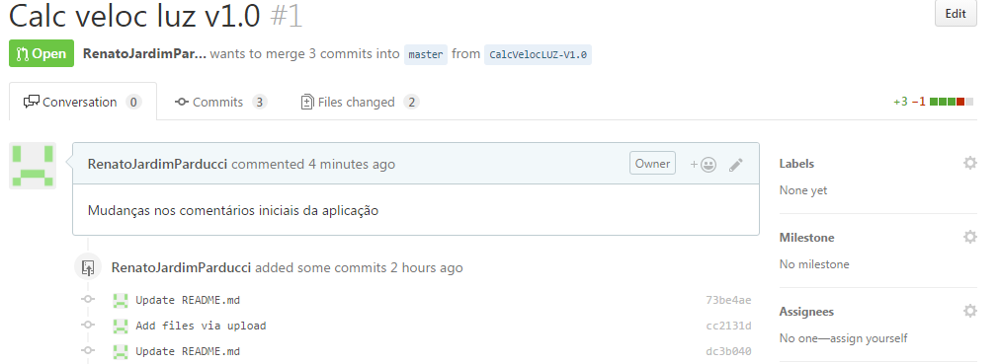 Calc veloc luz v1.0 #1
Edit
Open RenatoJardimPar... wants to merge 3 commits into master from CalcVelocLUZ-V1.0
Conversation 0 Commits 3 Files changed 2 +3 −1
RenatoJardimParducci commented 4 minutes ago Owner +
Mudanças nos comentários iniciais da aplicação
RenatoJardimParducci added some commits 2 hours ago
Update README.md 73be4ae
Add files via upload cc2131d
Update README.md dc3b040
Labels
None yet
Milestone
No milestone
Assignees
No one—assign yourself